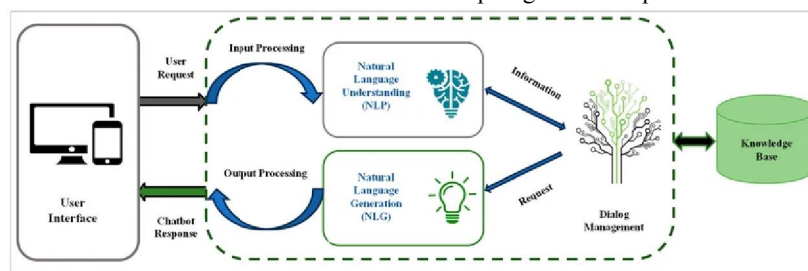 User
Request
Input Processing
Natural
Language
Understanding
(NLP)
Information
Knowledge
Base
User
Interface
Output Processing
Natural
Language
Generation
(NLG)
Request
Dialog
Management
Chatbot
Response